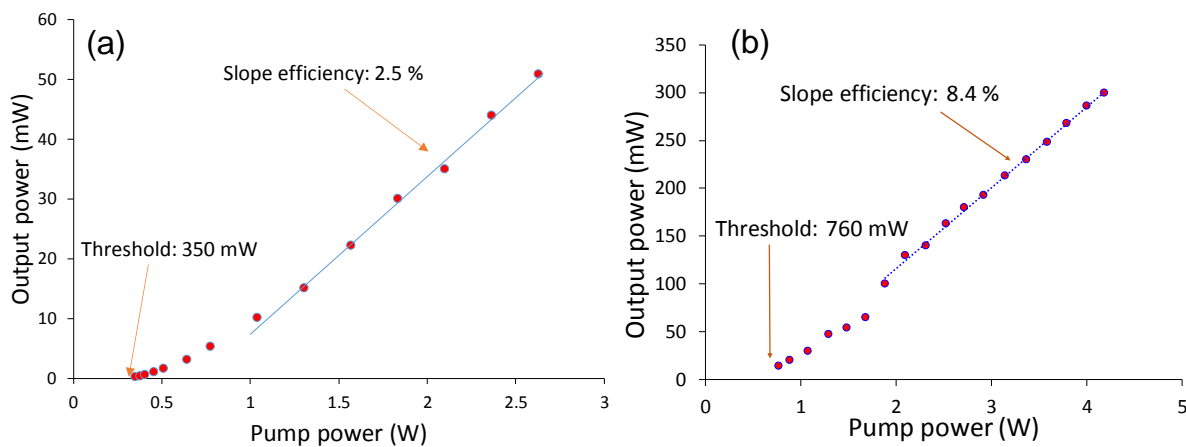 (a)
60
50
40
30
20
10
0
Output power (mW)
Slope efficiency: 2.5 %
Threshold: 350 mW
0 0.5 1 1.5 2 2.5 3
Pump power (W)
(b)
350
300
250
200
150
100
50
0
Output power (mW)
Slope efficiency: 8.4 %
Threshold: 760 mW
0 1 2 3 4 5
Pump power (W)